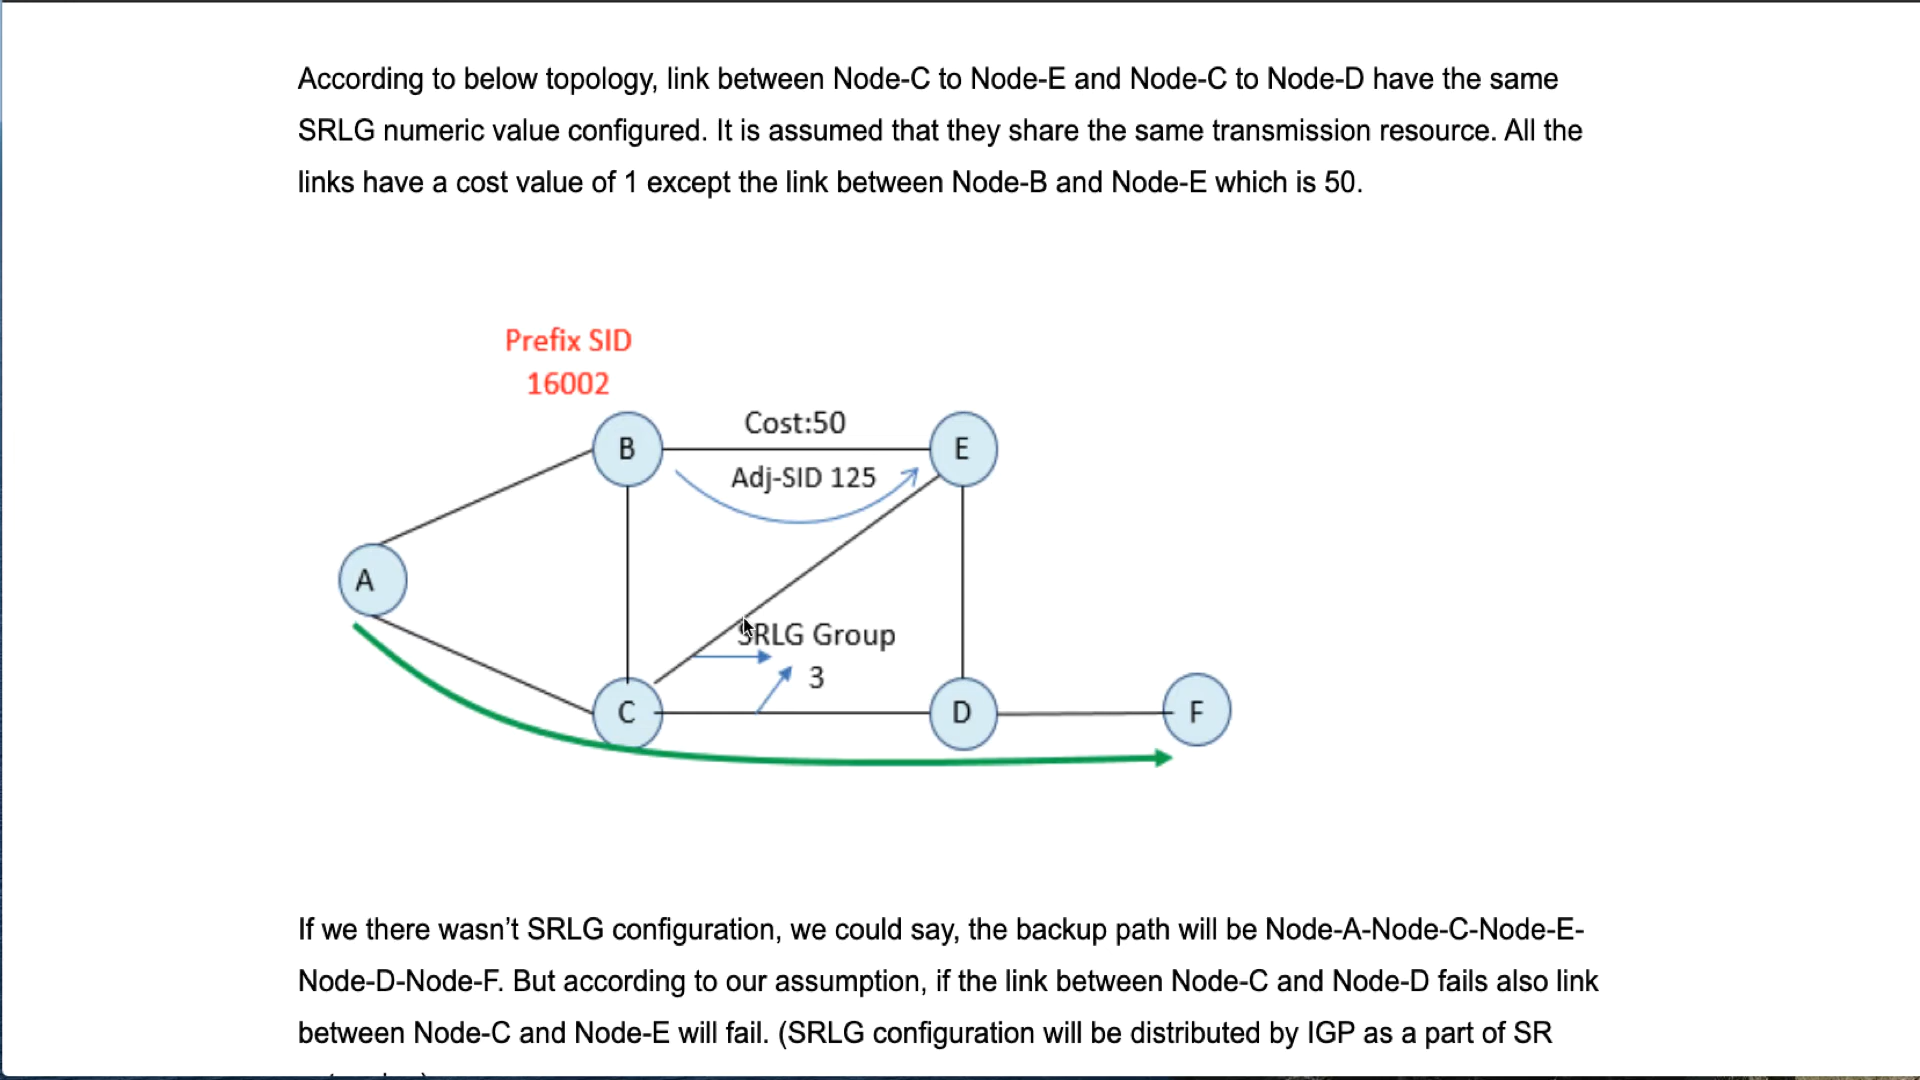 According to below topology, link between Node-C to Node-E and Node-C to Node-D have the same
SRLG numeric value configured. It is assumed that they share the same transmission resource. All the
links have a cost value of 1 except the link between Node-B and Node-E which is 50.
Prefix SID
16002
Cost:50
B
E
Adj-SID 125
A
SRLG Group
3
C
D
F
If we there wasn’t SRLG configuration, we could say, the backup path will be Node-A-Node-C-Node-E-
Node-D-Node-F. But according to our assumption, if the link between Node-C and Node-D fails also link
between Node-C and Node-E will fail. (SRLG configuration will be distributed by IGP as a part of SR